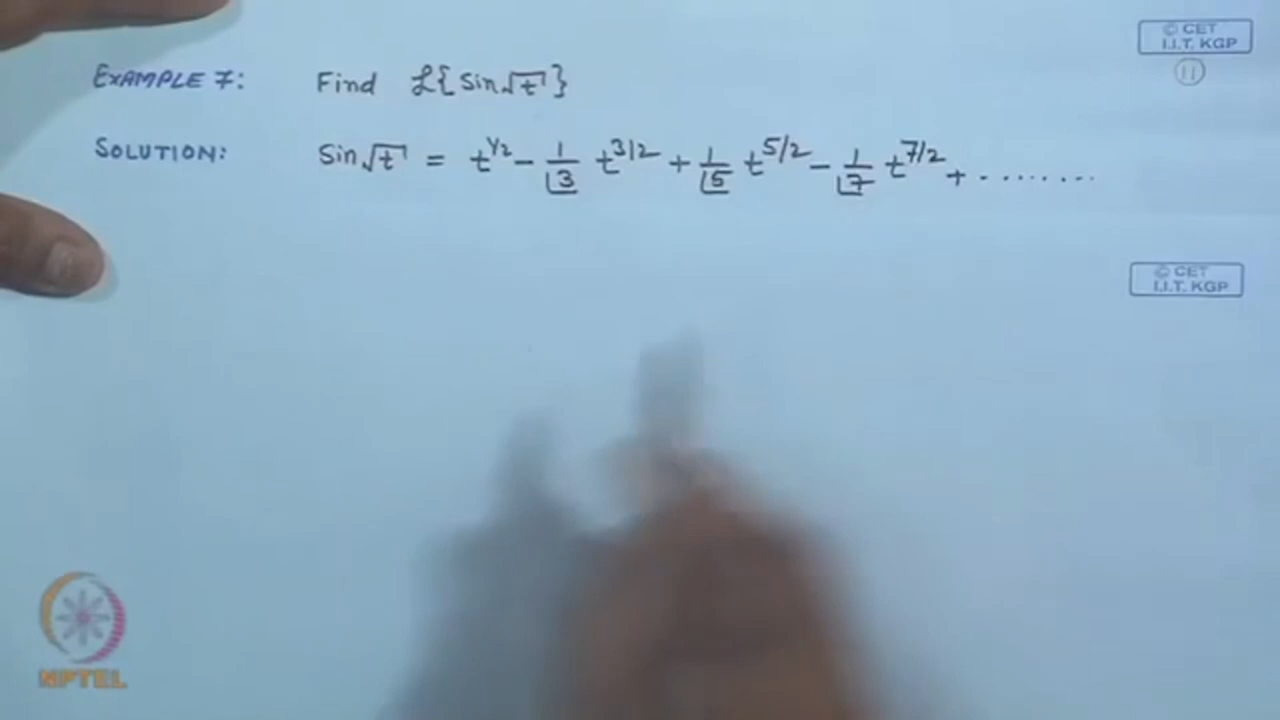 © CET
I.I.T. KGP
11
EXAMPLE 7: Find ℒ{Sin√t}
SOLUTION: Sin√t = t^1/2 - 1/⌊3 t^3/2 + 1/⌊5 t^5/2 - 1/⌊7 t^7/2 + ........
© CET
I.I.T. KGP
NPTEL